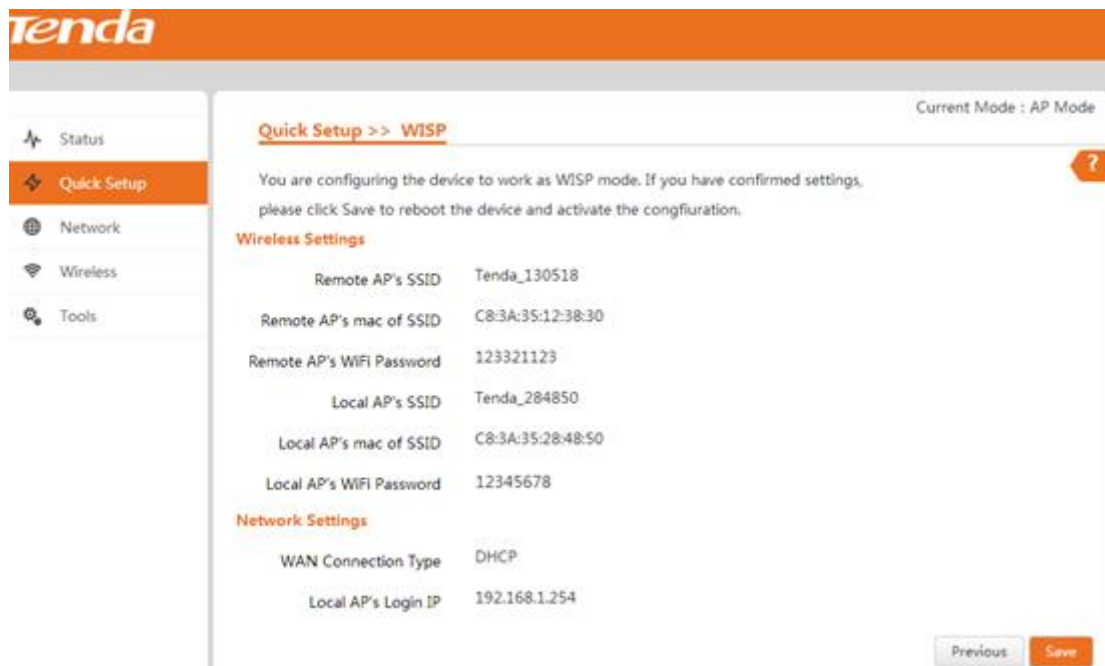 Tenda
Current Mode : AP Mode
Status
Quick Setup
Network
Wireless
Tools
Quick Setup >> WISP
?
You are configuring the device to work as WISP mode. If you have confirmed settings,
please click Save to reboot the device and activate the congfiuration.
Wireless Settings
Remote AP's SSID Tenda_130518
Remote AP's mac of SSID C8:3A:35:12:38:30
Remote AP's WiFi Password 123321123
Local AP's SSID Tenda_284850
Local AP's mac of SSID C8:3A:35:28:48:50
Local AP's WiFi Password 12345678
Network Settings
WAN Connection Type DHCP
Local AP's Login IP 192.168.1.254
Previous Save